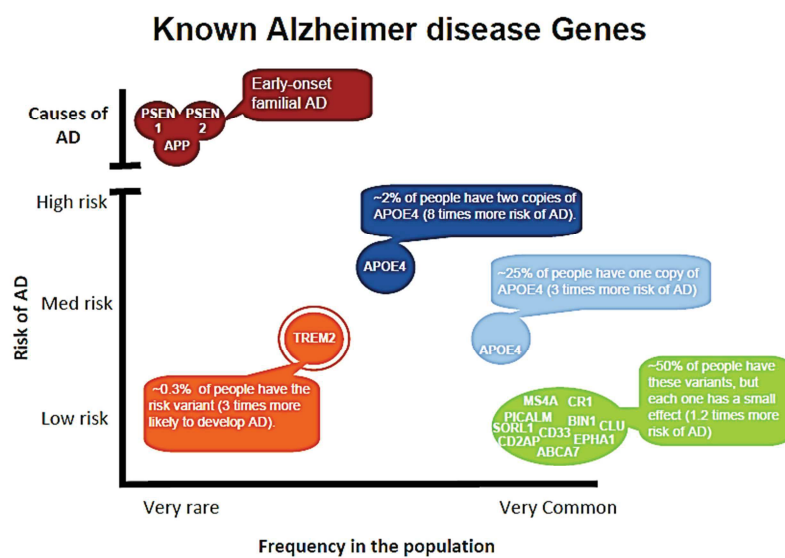 Known Alzheimer disease Genes
Causes of
AD
PSEN
1
PSEN
2
APP
Early-onset
familial AD
High risk
~2% of people have two copies of
APOE4 (8 times more risk of AD).
APOE4
Risk of AD
Med risk
~25% of people have one copy of
APOE4 (3 times more risk of AD)
APOE4
TREM2
~0.3% of people have the
risk variant (3 times more
likely to develop AD).
Low risk
~50% of people have
these variants, but
each one has a small
effect (1.2 times more
risk of AD)
MS4A CR1
PICALM BIN1
SORL1 CD33 CLU
CD2AP EPHA1
ABCA7
Very rare
Very Common
Frequency in the population